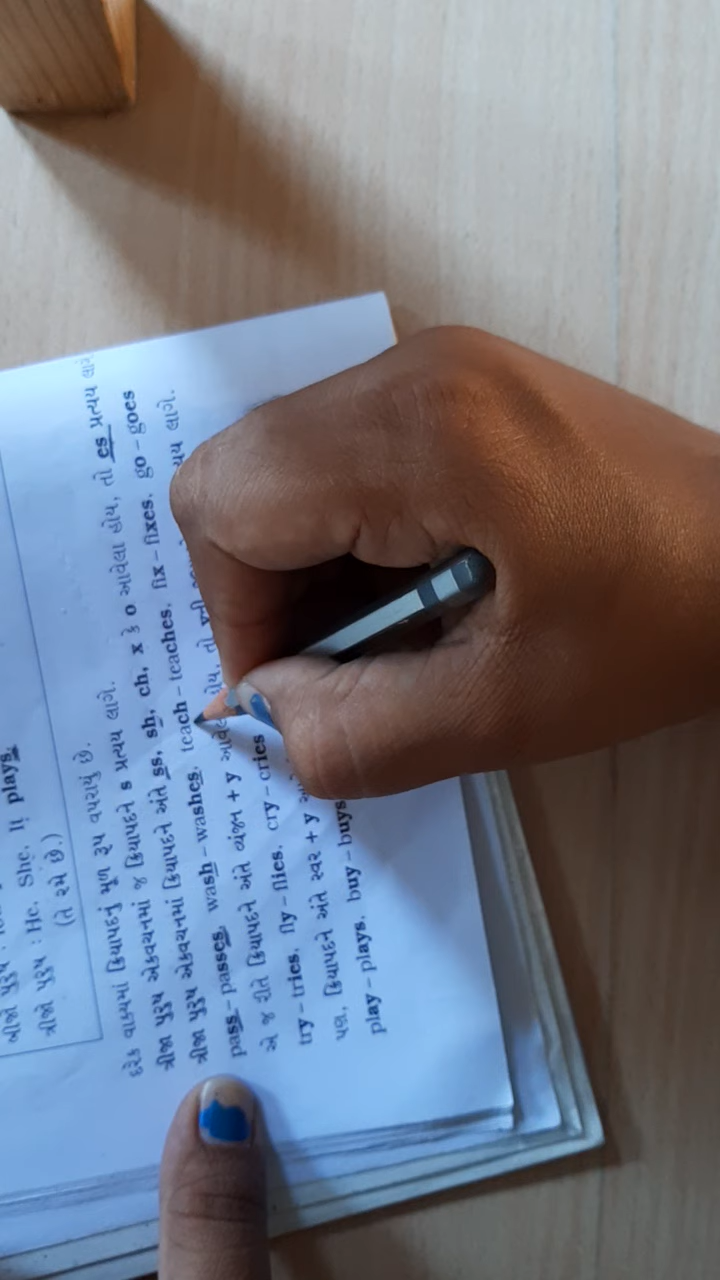 ત્રીજો પુરુષ : He. She. It plays.
(તે રમે છે.)
દરેક વાક્યમાં ક્રિયાપદનું મૂળ રૂપ વપરાયું છે.
ત્રીજા પુરુષ એકવચનમાં જ ક્રિયાપદને s પ્રત્યય લાગે.
ત્રીજા પુરુષ એકવચનમાં ક્રિયાપદને અંતે ss, sh, ch, x કે o આવેલા હોય, તો es પ્રત્યય લાગે
pass – passes, wash – washes, teach – teaches, fix – fixes, go – goes
એ જ રીતે ક્રિયાપદને અંતે વ્યંજન + y હોય, તો લાગે.
try – tries, fly – flies, cry – cries
પણ, ક્રિયાપદને અંતે સ્વર + y
play – plays, buy – buys